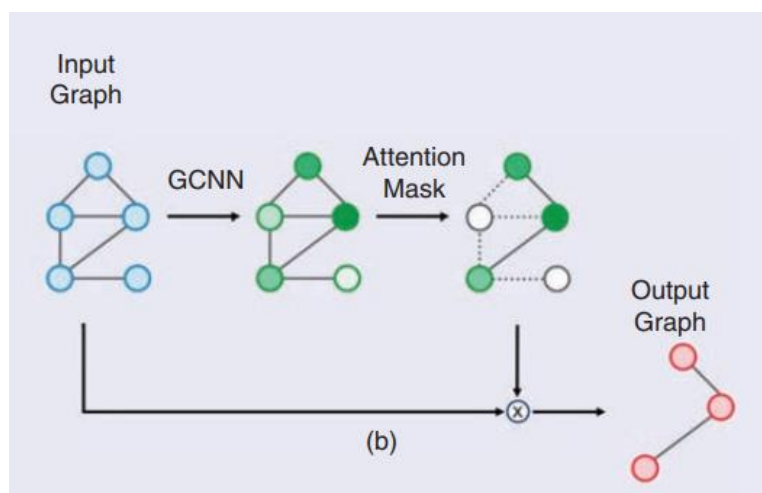 Input
Graph
GCNN
Attention
Mask
Output
Graph
x
(b)